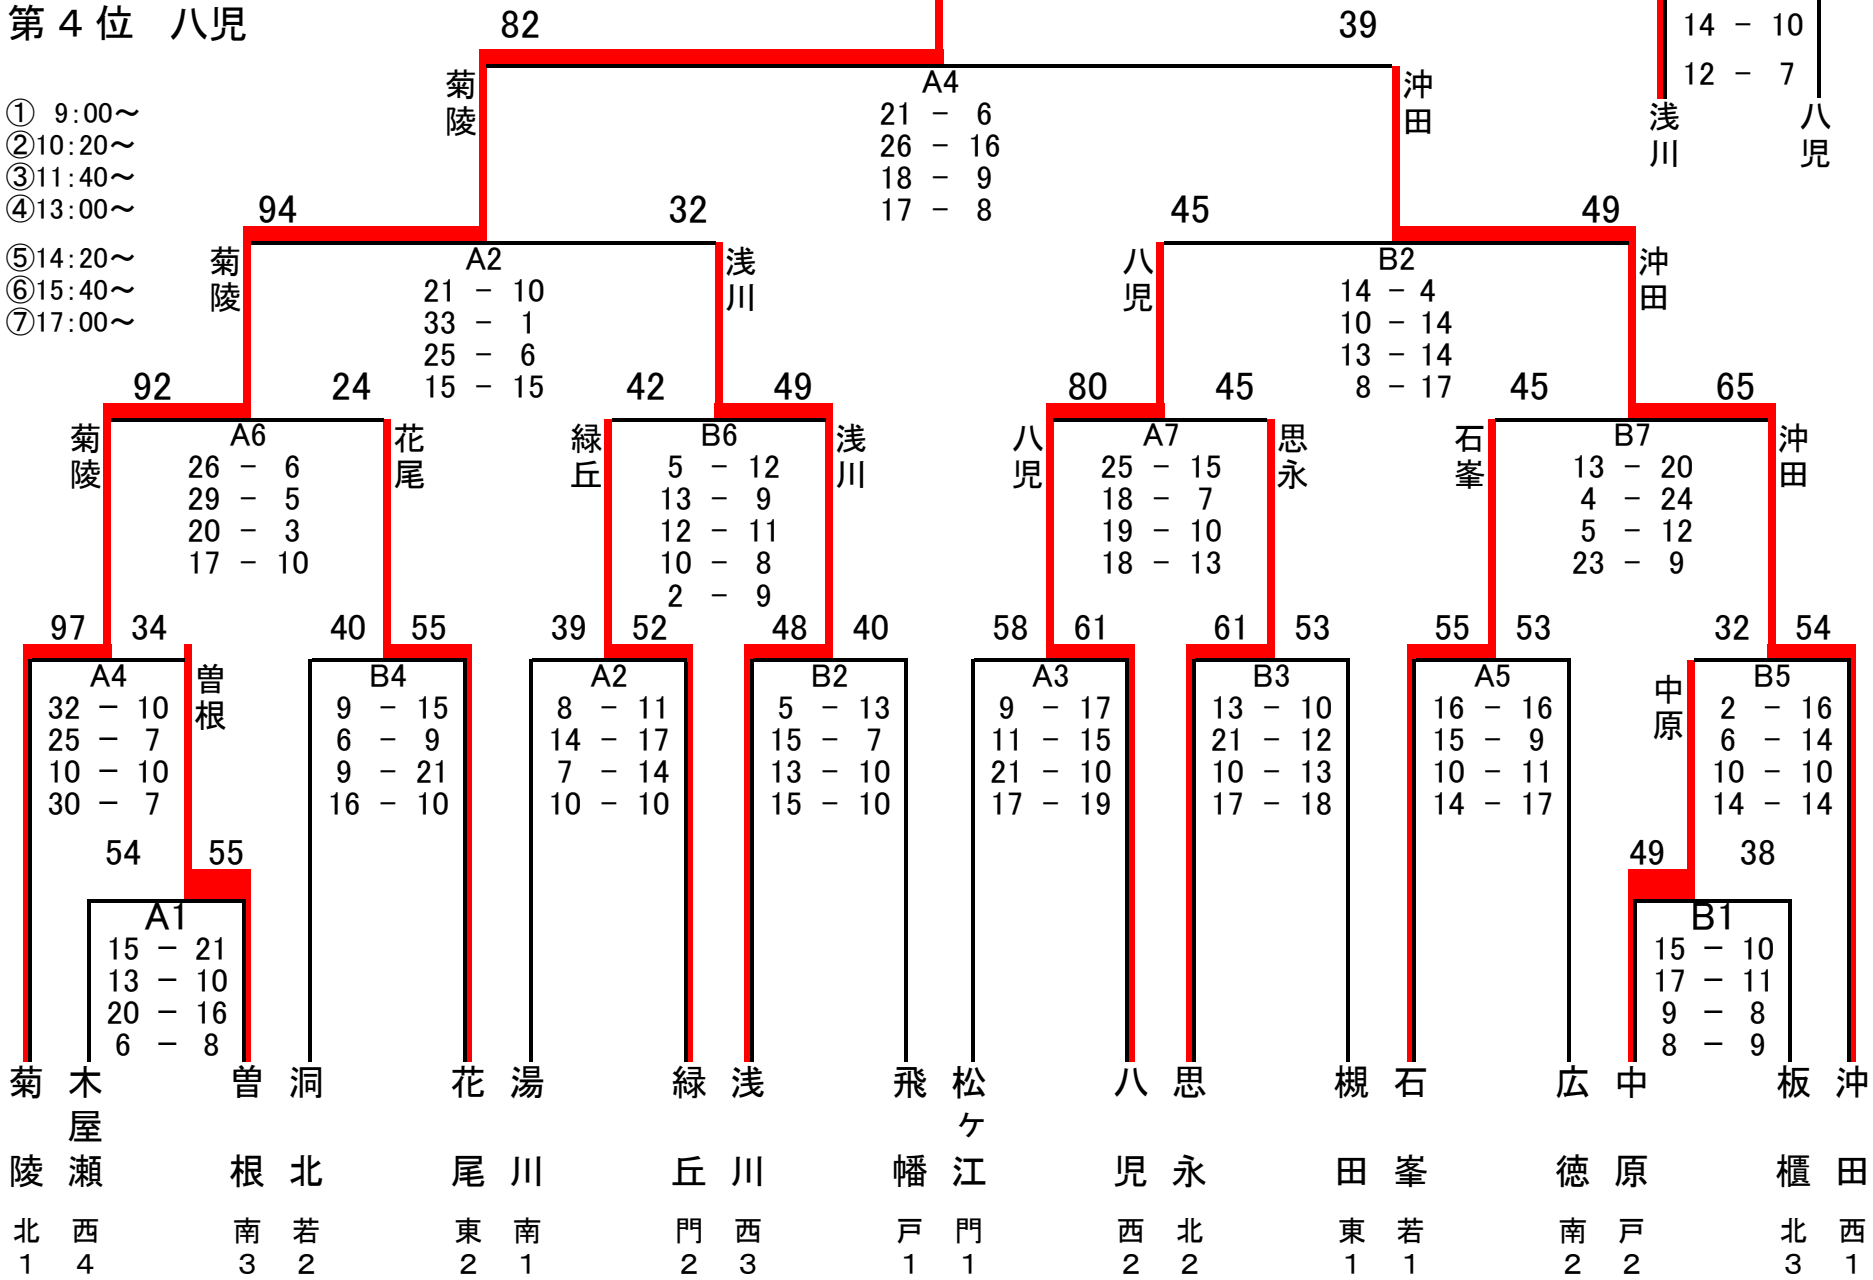 第４位　八児
82　39
14 － 10
12 － 7
菊陵　A4　沖田
浅川　八児
21 － 6
26 － 16
18 － 9
17 － 8
① 9:00～
②10:20～
③11:40～
④13:00～
⑤14:20～
⑥15:40～
⑦17:00～
94　32　45　49
菊陵　A2　浅川
21 － 10
33 － 1
25 － 6
15 － 15
八児　B2　沖田
14 － 4
10 － 14
13 － 14
8 － 17
92　24　42　49　80　45　45　65
菊陵　A6　花尾
26 － 6
29 － 5
20 － 3
17 － 10
緑丘　B6　浅川
5 － 12
13 － 9
12 － 11
10 － 8
2 － 9
八児　A7　思永
25 － 15
18 － 7
19 － 10
18 － 13
石峯　B7　沖田
13 － 20
4 － 24
5 － 12
23 － 9
97　34　40　55　39　52　48　40　58　61　61　53　55　53　32　54
A4　曽根
32 － 10
25 － 7
10 － 10
30 － 7
B4
9 － 15
6 － 9
9 － 21
16 － 10
A2
8 － 11
14 － 17
7 － 14
10 － 10
B2
5 － 13
15 － 7
13 － 10
15 － 10
A3
9 － 17
11 － 15
21 － 10
17 － 19
B3
13 － 10
21 － 12
10 － 13
17 － 18
A5
16 － 16
15 － 9
10 － 11
14 － 17
中原　B5
2 － 16
6 － 14
10 － 10
14 － 14
54　55
A1
15 － 21
13 － 10
20 － 16
6 － 8
49　38
B1
15 － 10
17 － 11
9 － 8
8 － 9
菊陵　北１
木屋瀬　西４
曽根　南３
洞北　若２
花尾　東２
湯川　南１
緑丘　門２
浅川　西３
飛幡　戸１
松ヶ江　門１
八児　西２
思永　北２
槻田　東１
石峯　若１
広徳　南２
中原　戸２
板櫃　北３
沖田　西１